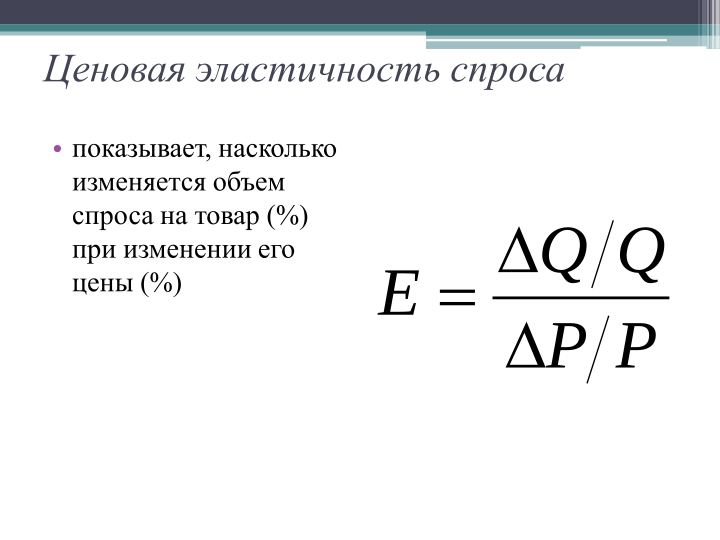 Ценовая эластичность спроса
• показывает, насколько
изменяется объем
спроса на товар (%)
при изменении его
цены (%)
E = (ΔQ/Q) / (ΔP/P)